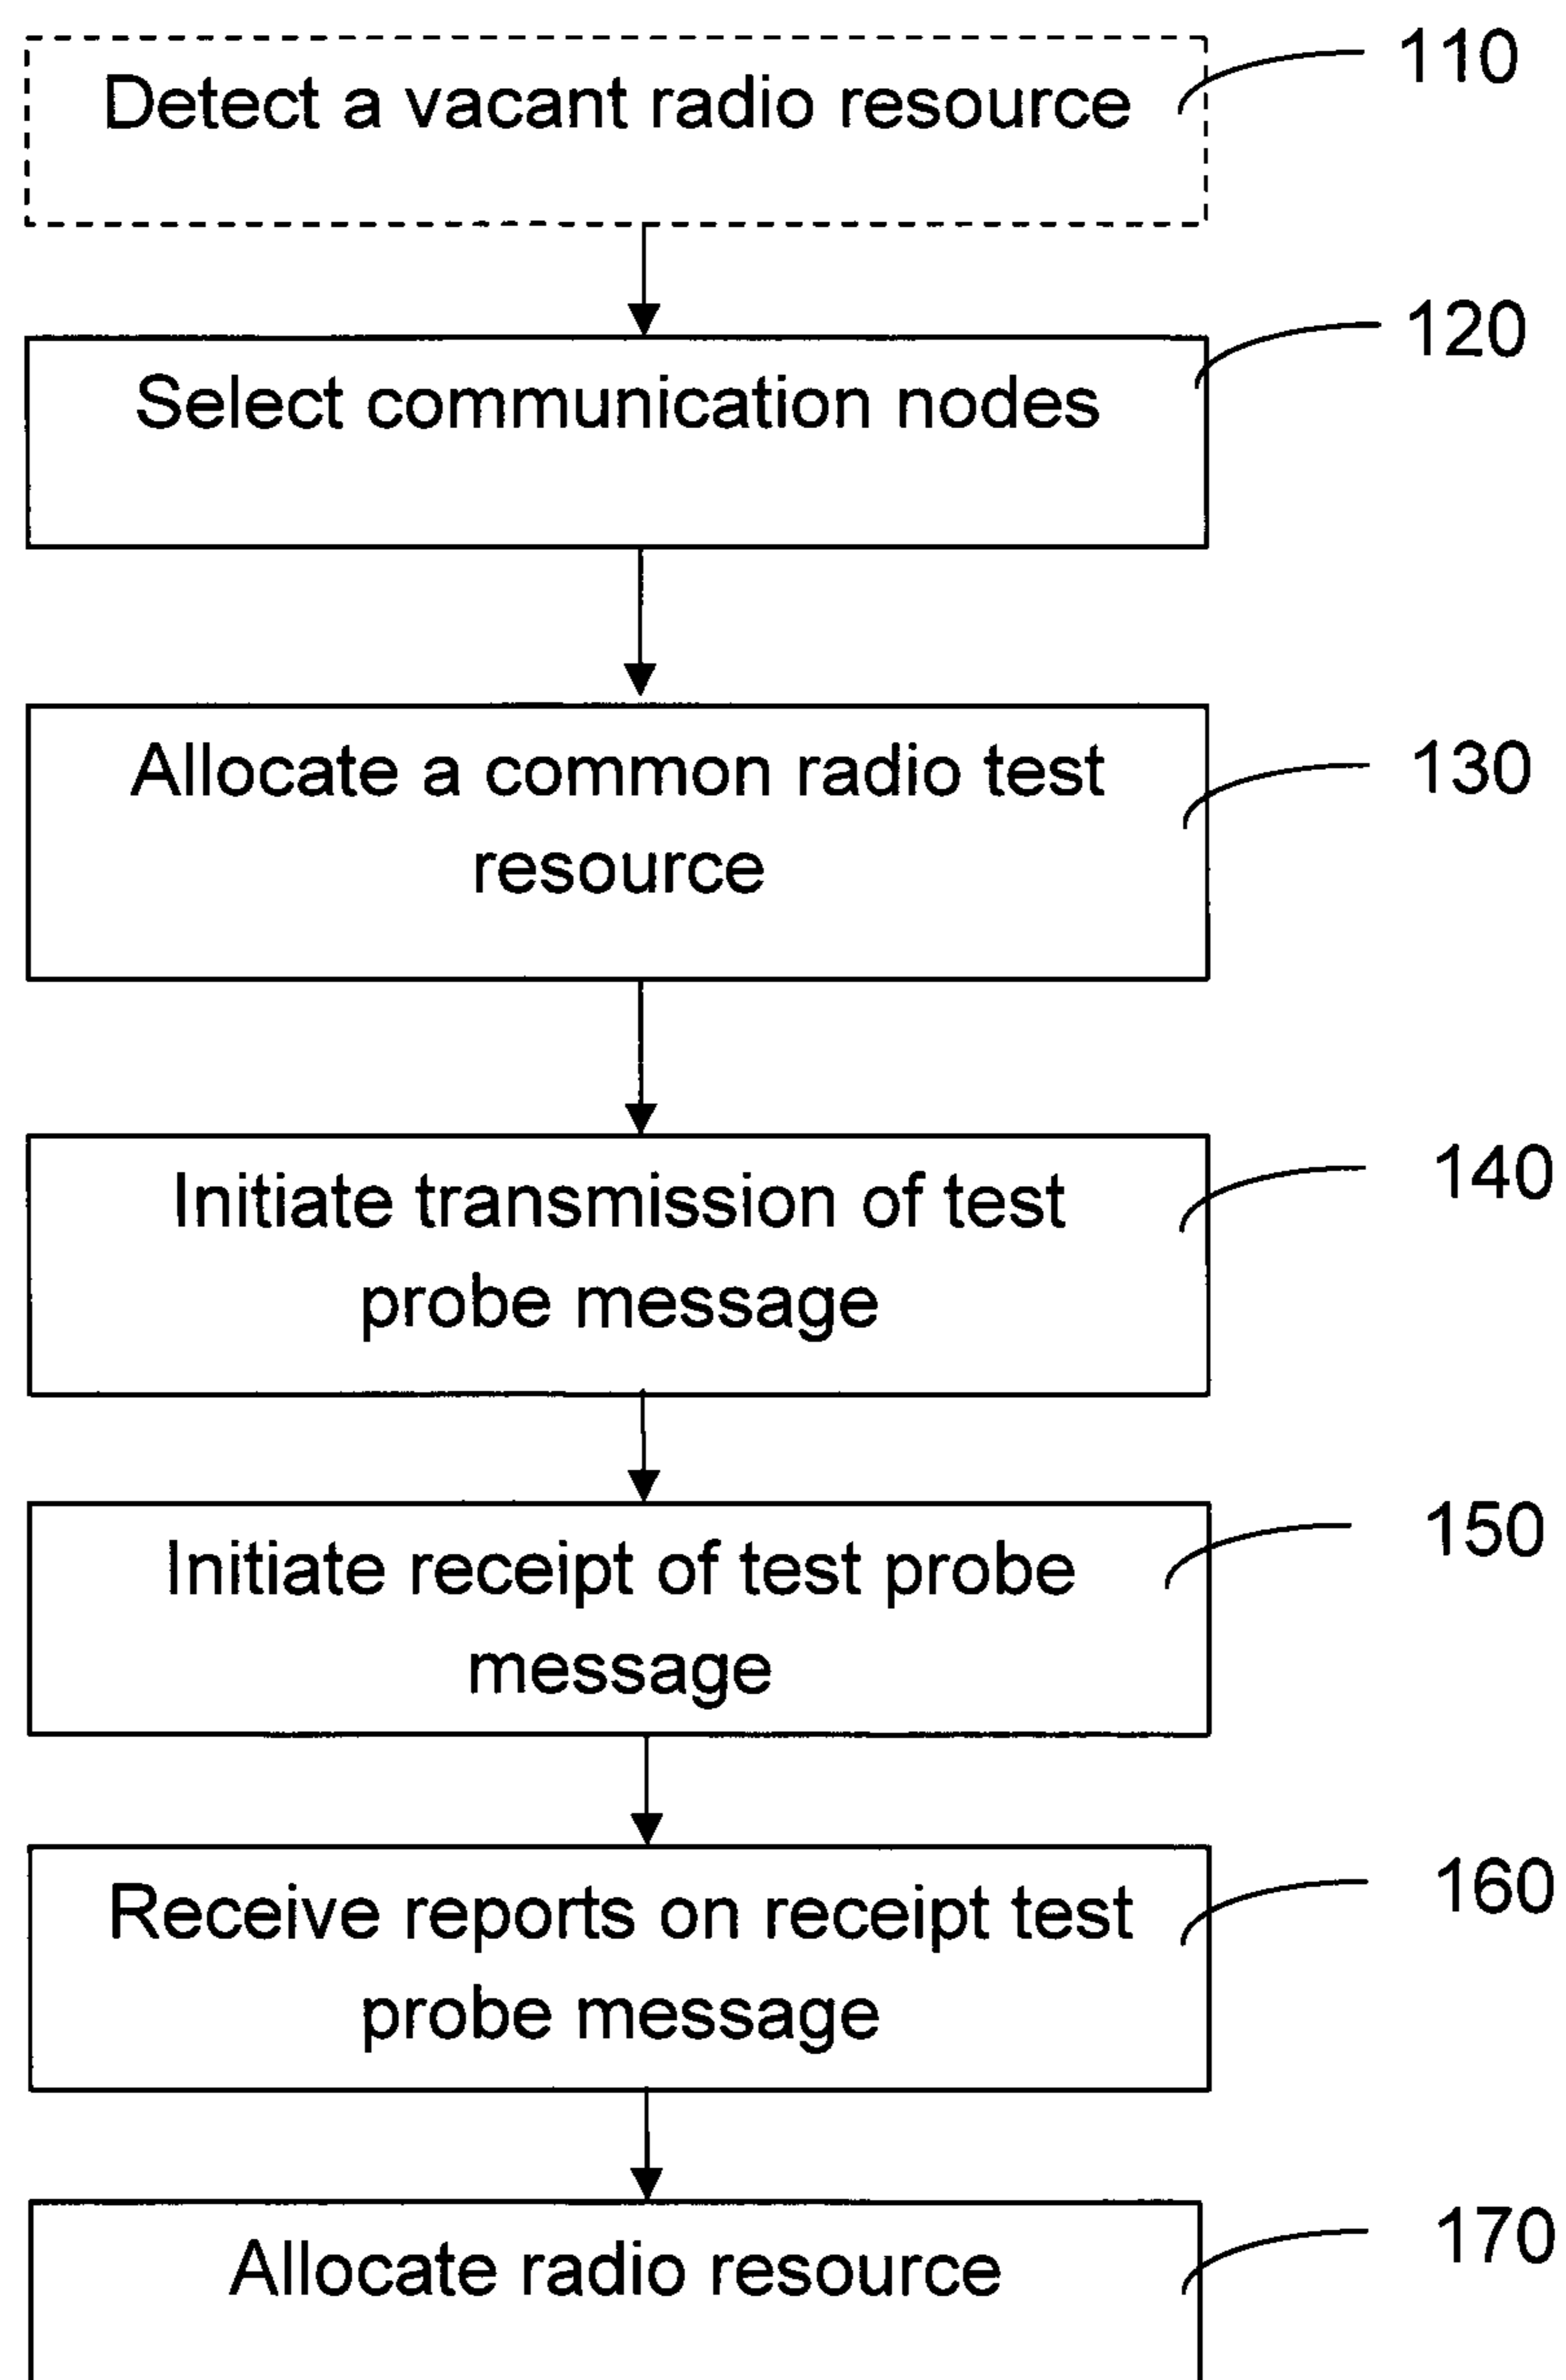 Detect a vacant radio resource
110
Select communication nodes
120
Allocate a common radio test
resource
130
Initiate transmission of test
probe message
140
Initiate receipt of test probe
message
150
Receive reports on receipt test
probe message
160
Allocate radio resource
170